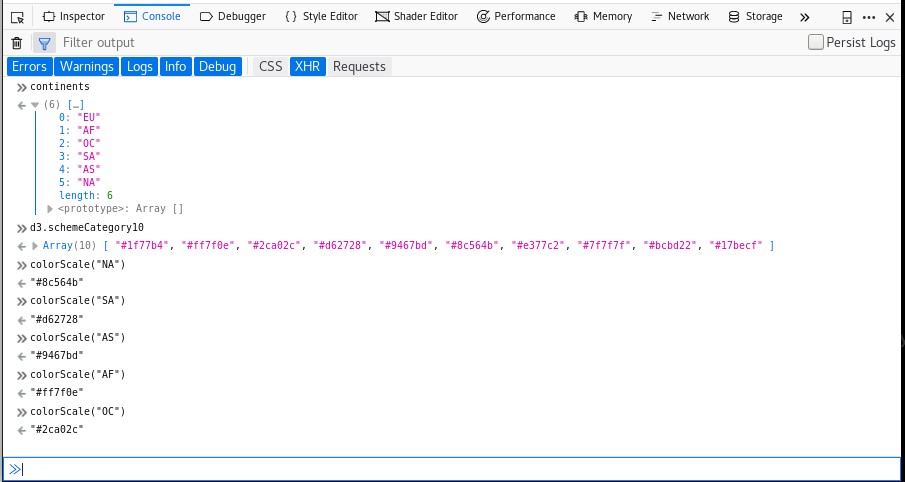 Inspector Console Debugger {} Style Editor Shader Editor Performance Memory Network Storage
Filter output Persist Logs
Errors Warnings Logs Info Debug CSS XHR Requests
continents
(6) […]
0: "EU"
1: "AF"
2: "OC"
3: "SA"
4: "AS"
5: "NA"
length: 6
<prototype>: Array []
d3.schemeCategory10
Array(10) [ "#1f77b4", "#ff7f0e", "#2ca02c", "#d62728", "#9467bd", "#8c564b", "#e377c2", "#7f7f7f", "#bcbd22", "#17becf" ]
colorScale("NA")
"#8c564b"
colorScale("SA")
"#d62728"
colorScale("AS")
"#9467bd"
colorScale("AF")
"#ff7f0e"
colorScale("OC")
"#2ca02c"